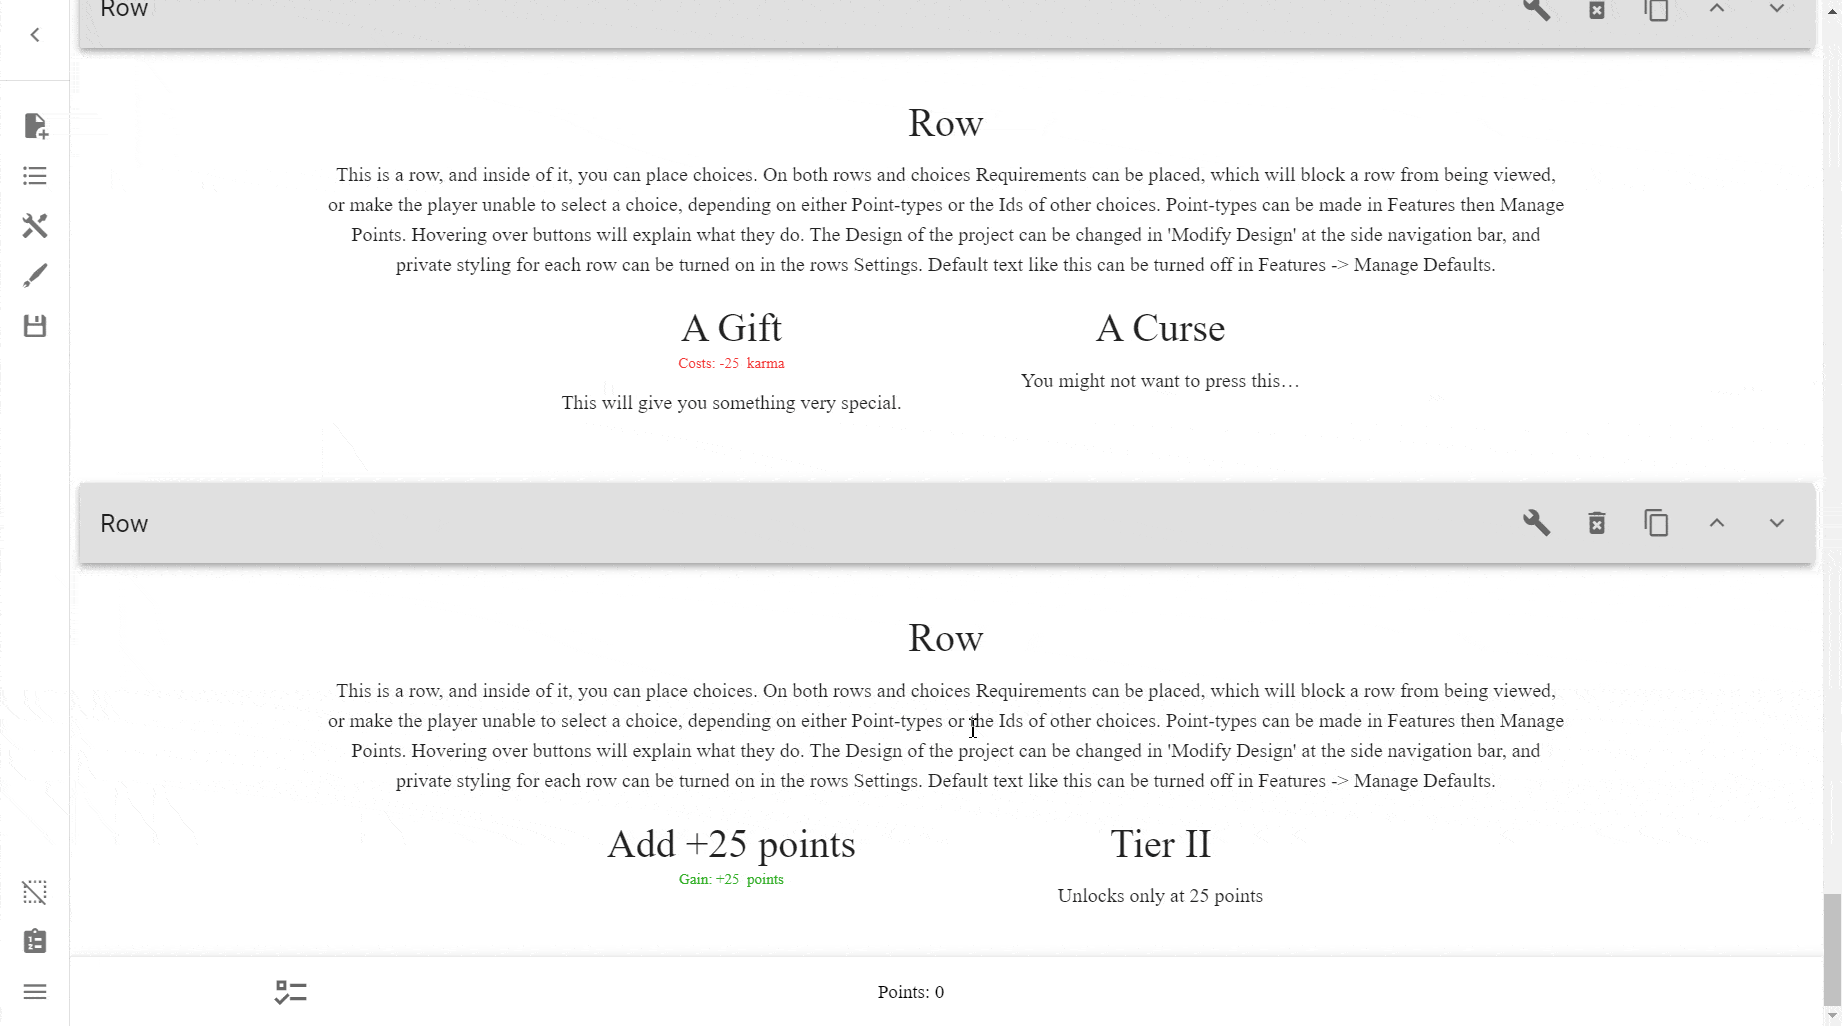 Row
Row
This is a row, and inside of it, you can place choices. On both rows and choices Requirements can be placed, which will block a row from being viewed,
or make the player unable to select a choice, depending on either Point-types or the Ids of other choices. Point-types can be made in Features then Manage
Points. Hovering over buttons will explain what they do. The Design of the project can be changed in 'Modify Design' at the side navigation bar, and
private styling for each row can be turned on in the rows Settings. Default text like this can be turned off in Features -> Manage Defaults.
A Gift
Costs: -25 karma
This will give you something very special.
A Curse
You might not want to press this…
Row
Row
This is a row, and inside of it, you can place choices. On both rows and choices Requirements can be placed, which will block a row from being viewed,
or make the player unable to select a choice, depending on either Point-types or the Ids of other choices. Point-types can be made in Features then Manage
Points. Hovering over buttons will explain what they do. The Design of the project can be changed in 'Modify Design' at the side navigation bar, and
private styling for each row can be turned on in the rows Settings. Default text like this can be turned off in Features -> Manage Defaults.
Add +25 points
Gain: +25 points
Tier II
Unlocks only at 25 points
Points: 0